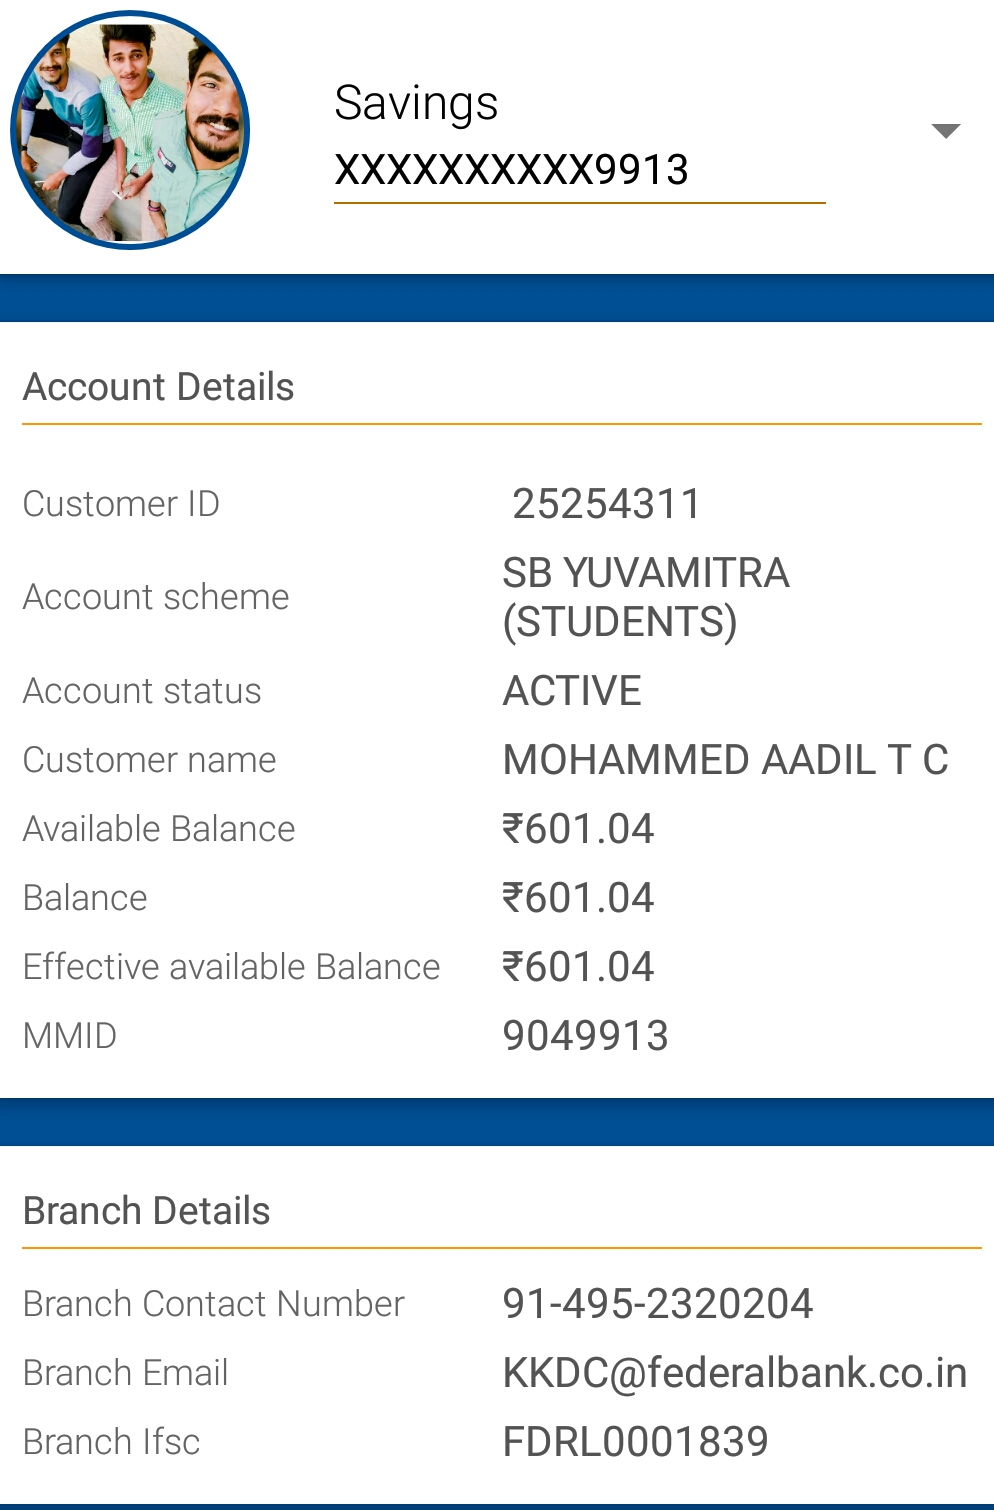 Savings
XXXXXXXXXX9913
Account Details
Customer ID 25254311
Account scheme SB YUVAMITRA
(STUDENTS)
Account status ACTIVE
Customer name MOHAMMED AADIL T C
Available Balance ₹601.04
Balance ₹601.04
Effective available Balance ₹601.04
MMID 9049913
Branch Details
Branch Contact Number 91-495-2320204
Branch Email KKDC@federalbank.co.in
Branch Ifsc FDRL0001839